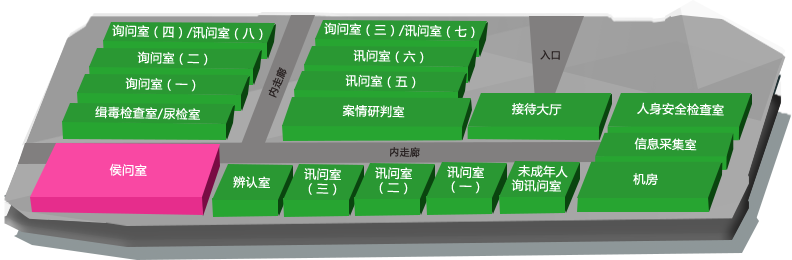 询问室（四）/讯问室（八）
询问室（三）/讯问室（七）
询问室（二）
讯问室（六）
入口
询问室（一）
讯问室（五）
内走廊
缉毒检查室/尿检室
案情研判室
接待大厅
人身安全检查室
内走廊
信息采集室
侯问室
辨认室
讯问室
（三）
讯问室
（二）
讯问室
（一）
未成年人
询讯问室
机房